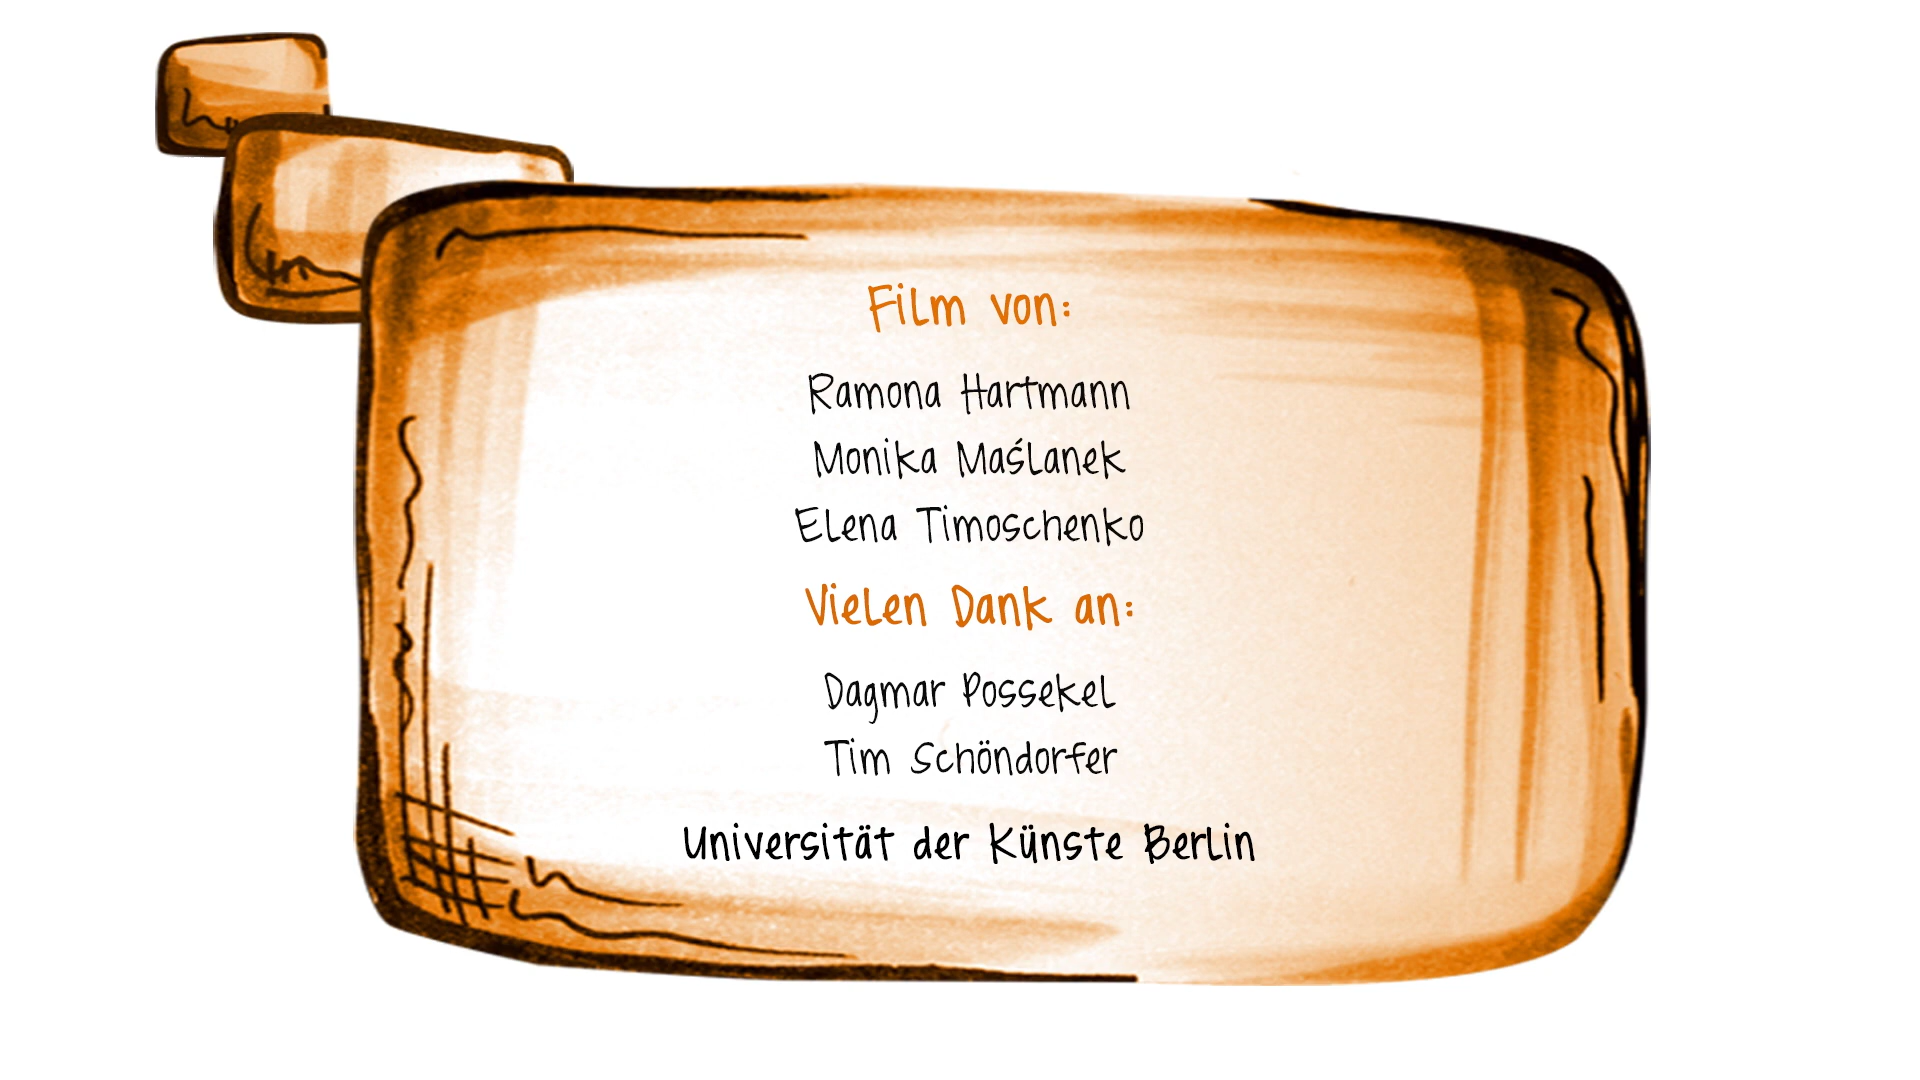 Film von:
Ramona Hartmann
Monika Maślanek
Elena Timoschenko
Vielen Dank an:
Dagmar Possekel
Tim Schöndorfer
Universität der Künste Berlin